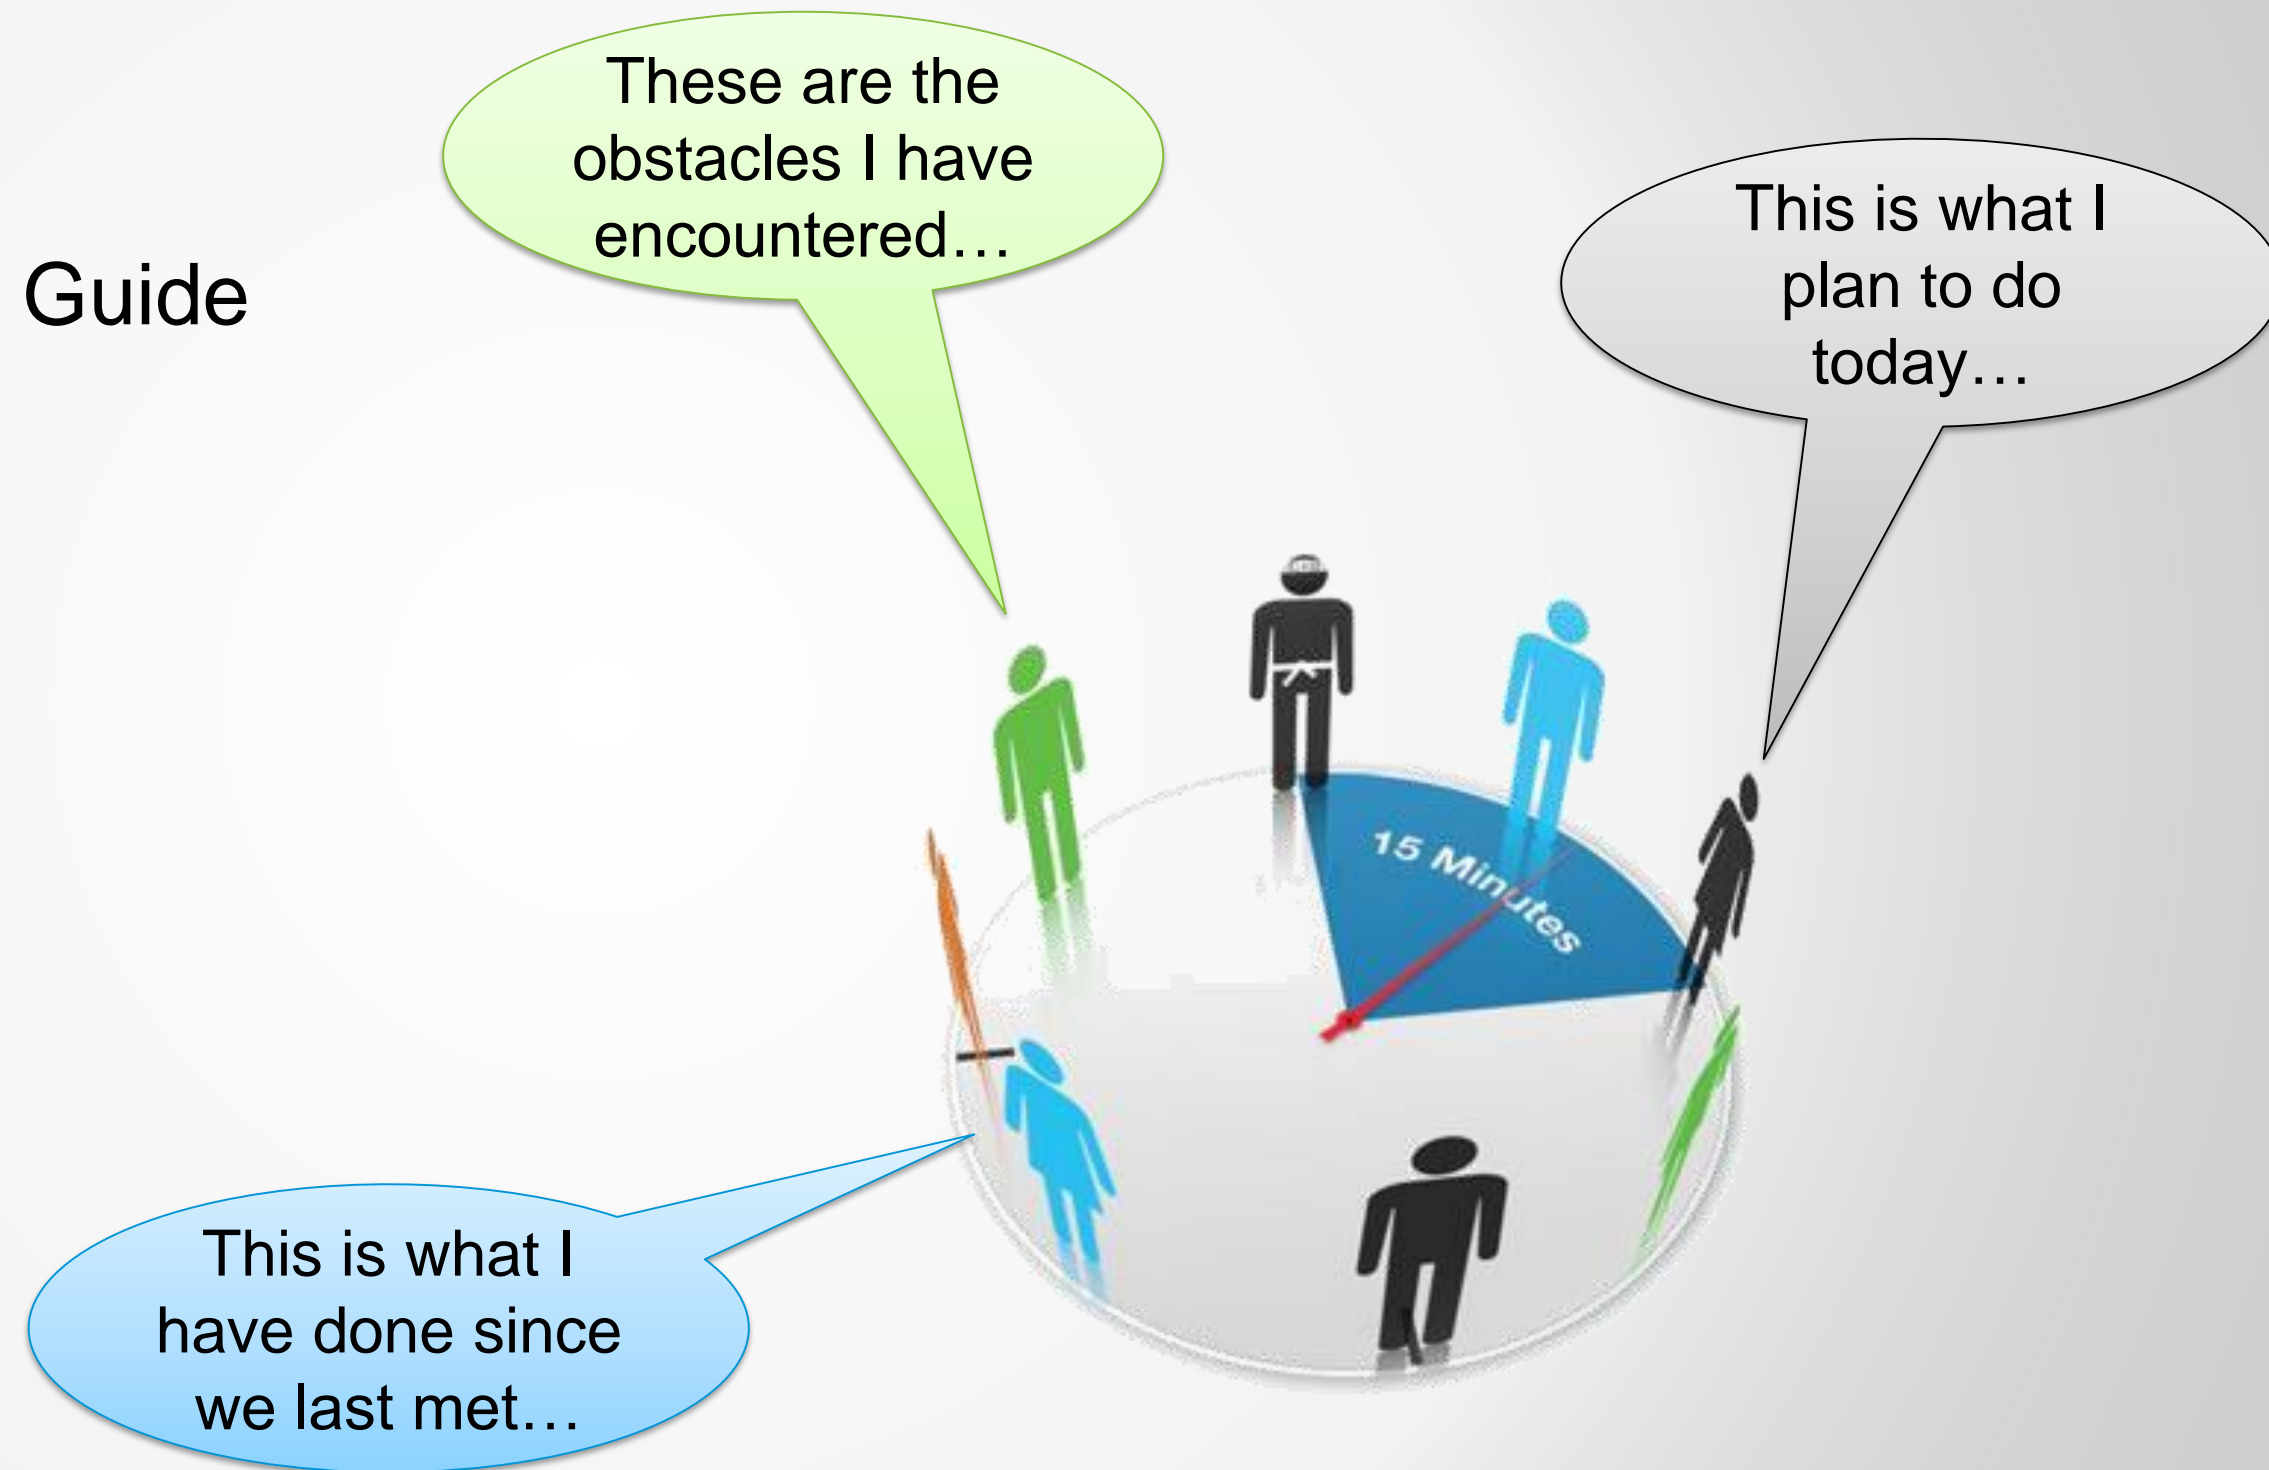 These are the
obstacles I have
encountered…
This is what I
plan to do
today…
Guide
15 Minutes
This is what I
have done since
we last met…